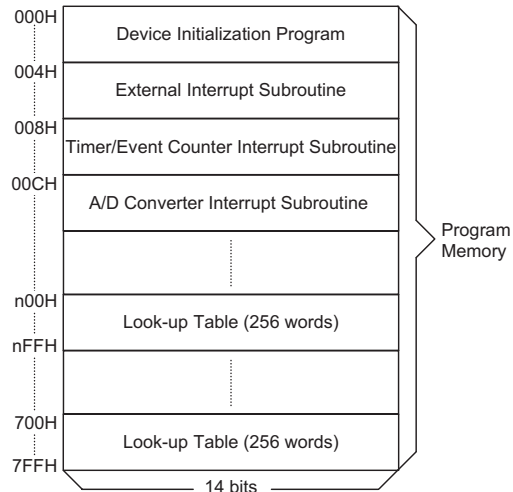 000H
Device Initialization Program
004H
External Interrupt Subroutine
008H
Timer/Event Counter Interrupt Subroutine
00CH
A/D Converter Interrupt Subroutine
Program
Memory
n00H
Look-up Table (256 words)
nFFH
700H
Look-up Table (256 words)
7FFH
14 bits